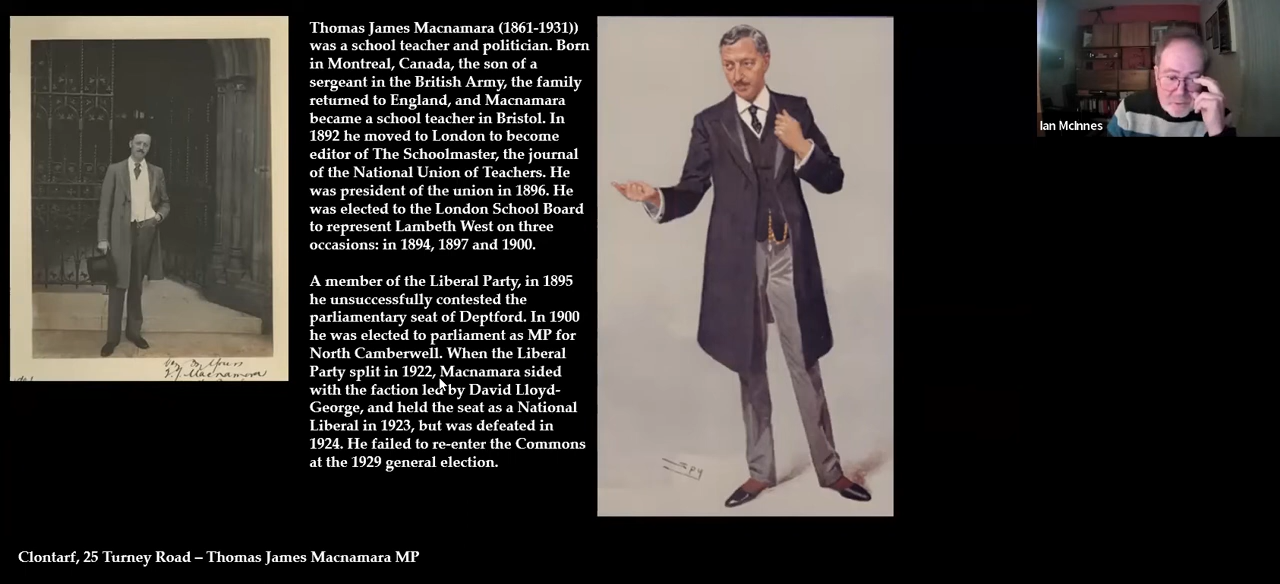 Thomas James Macnamara (1861-1931))
was a school teacher and politician. Born
in Montreal, Canada, the son of a
sergeant in the British Army, the family
returned to England, and Macnamara
became a school teacher in Bristol. In
1892 he moved to London to become
editor of The Schoolmaster, the journal
of the National Union of Teachers. He
was president of the union in 1896. He
was elected to the London School Board
to represent Lambeth West on three
occasions: in 1894, 1897 and 1900.
A member of the Liberal Party, in 1895
he unsuccessfully contested the
parliamentary seat of Deptford. In 1900
he was elected to parliament as MP for
North Camberwell. When the Liberal
Party split in 1922, Macnamara sided
with the faction led by David Lloyd-
George, and held the seat as a National
Liberal in 1923, but was defeated in
1924. He failed to re-enter the Commons
at the 1929 general election.
Yours
T. J. Macnamara
Spy
Ian McInnes
Clontarf, 25 Turney Road – Thomas James Macnamara MP